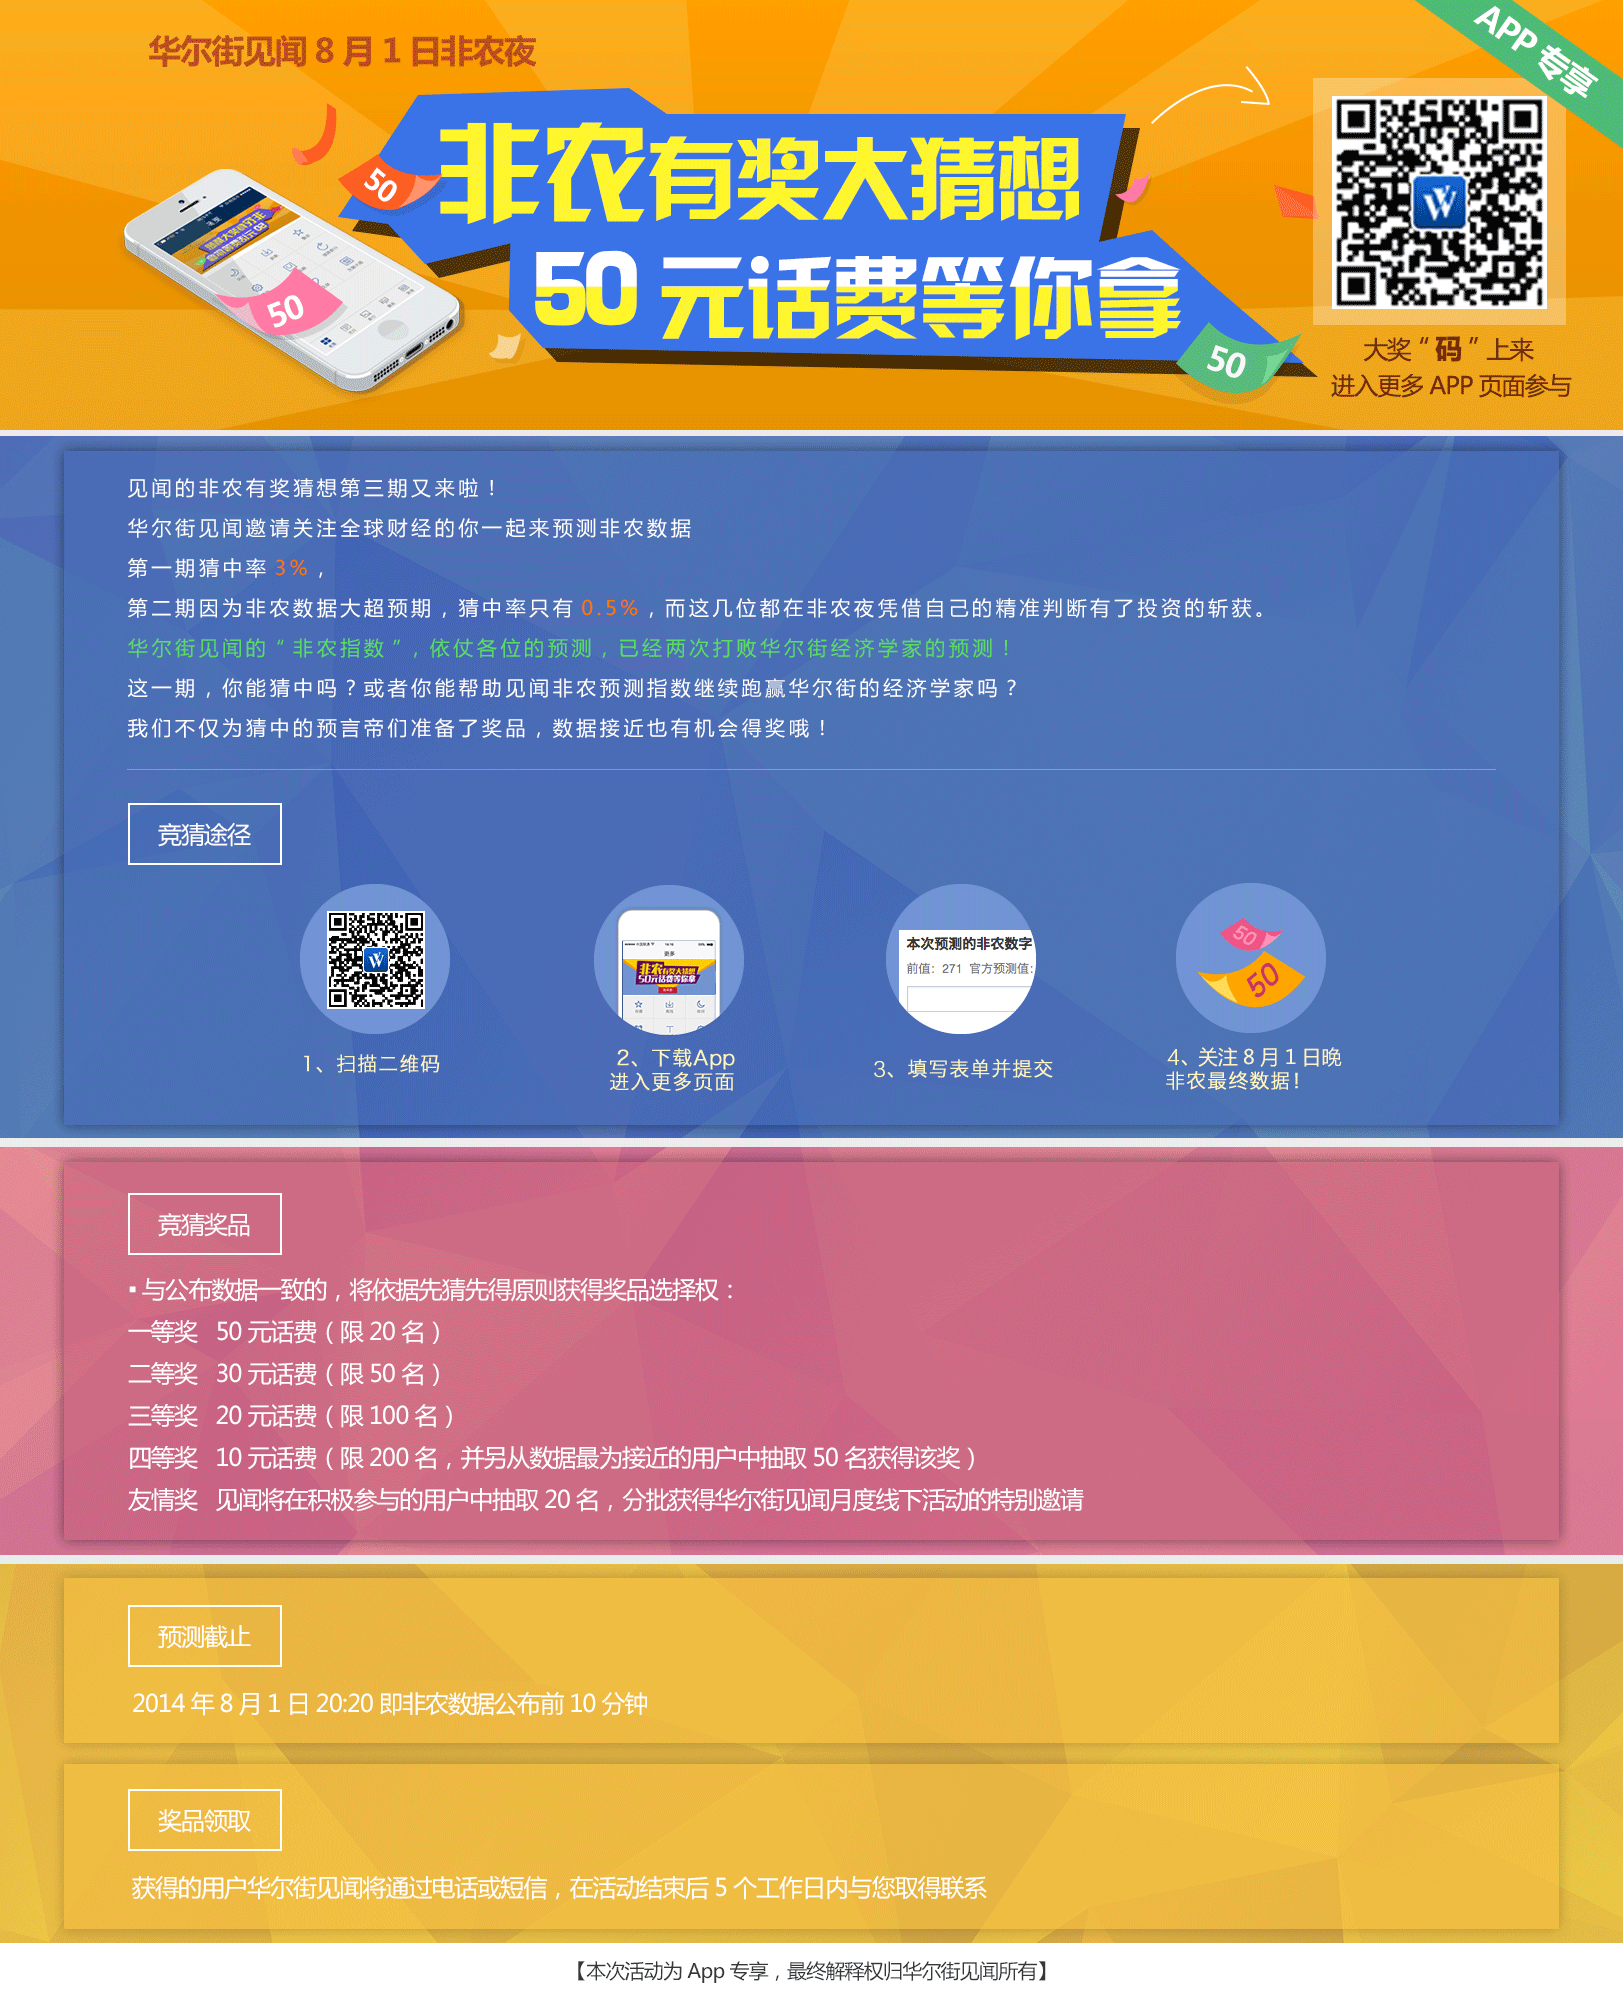 华尔街见闻 8 月 1 日非农夜
APP 专享
非农有奖大猜想
50 元话费等你拿
50
50
50
大奖“码”上来
进入更多 APP 页面参与
见闻的非农有奖猜想第三期又来啦！
华尔街见闻邀请关注全球财经的你一起来预测非农数据
第一期猜中率 3%，
第二期因为非农数据大超预期，猜中率只有 0.5%，而这几位都在非农夜凭借自己的精准判断有了投资的斩获。
华尔街见闻的“非农指数”，依仗各位的预测，已经两次打败华尔街经济学家的预测！
这一期，你能猜中吗？或者你能帮助见闻非农预测指数继续跑赢华尔街的经济学家吗？
我们不仅为猜中的预言帝们准备了奖品，数据接近也有机会得奖哦！
竞猜途径
更多
非农有奖大猜想
50元话费等你拿
本次预测的非农数字
前值：271 官方预测值：
50
50
1、扫描二维码
2、下载App
进入更多页面
3、填写表单并提交
4、关注 8 月 1 日晚
非农最终数据！
竞猜奖品
▪ 与公布数据一致的，将依据先猜先得原则获得奖品选择权：
一等奖 50 元话费（限 20 名）
二等奖 30 元话费（限 50 名）
三等奖 20 元话费（限 100 名）
四等奖 10 元话费（限 200 名，并另从数据最为接近的用户中抽取 50 名获得该奖）
友情奖 见闻将在积极参与的用户中抽取 20 名，分批获得华尔街见闻月度线下活动的特别邀请
预测截止
2014 年 8 月 1 日 20:20 即非农数据公布前 10 分钟
奖品领取
获得的用户华尔街见闻将通过电话或短信，在活动结束后 5 个工作日内与您取得联系
【本次活动为 App 专享，最终解释权归华尔街见闻所有】